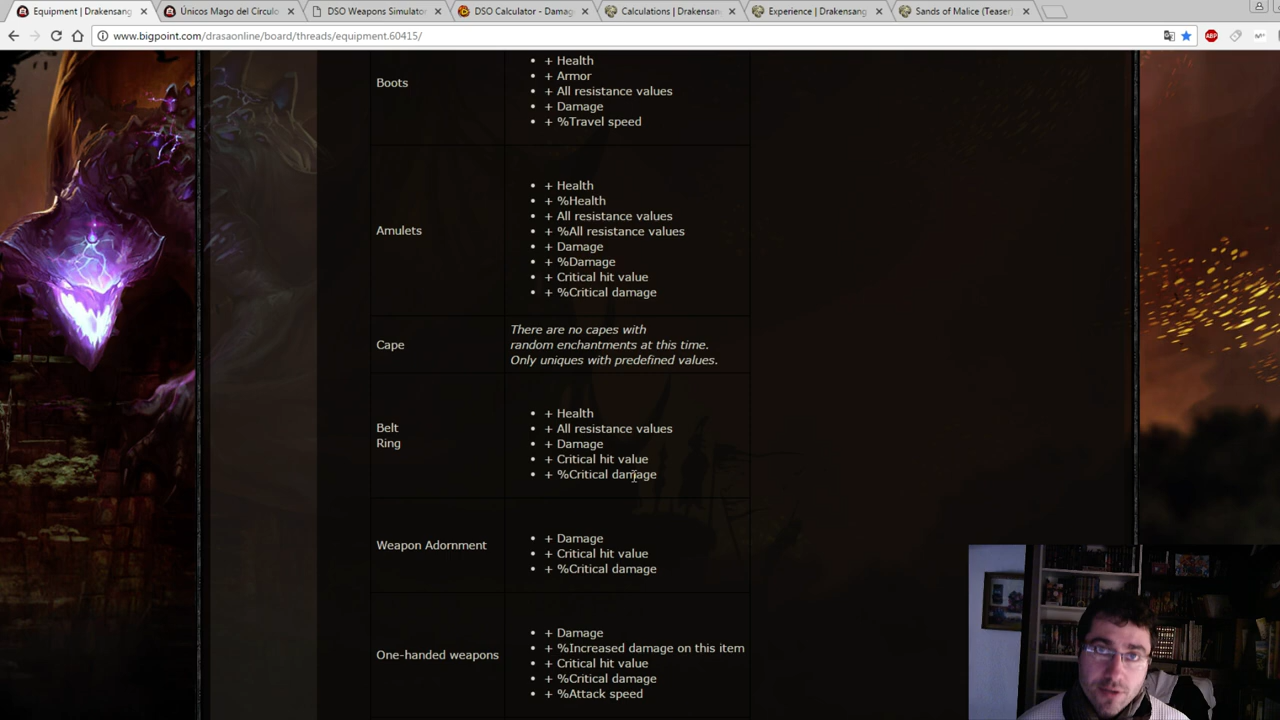 Equipment | Drakensang
Únicos Mago del Circulo
DSO Weapons Simulator
DSO Calculator - Damag
Calculations | Drakensan
Experience | Drakensang
Sands of Malice (Teaser)
www.bigpoint.com/drasaonline/board/threads/equipment.60415/
ABP
Boots
+ Health
+ Armor
+ All resistance values
+ Damage
+ %Travel speed
Amulets
+ Health
+ %Health
+ All resistance values
+ %All resistance values
+ Damage
+ %Damage
+ Critical hit value
+ %Critical damage
Cape
There are no capes with
random enchantments at this time.
Only uniques with predefined values.
Belt
Ring
+ Health
+ All resistance values
+ Damage
+ Critical hit value
+ %Critical damage
Weapon Adornment
+ Damage
+ Critical hit value
+ %Critical damage
One-handed weapons
+ Damage
+ %Increased damage on this item
+ Critical hit value
+ %Critical damage
+ %Attack speed